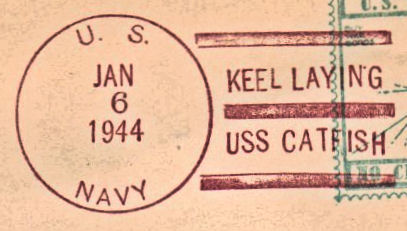 U. S.
JAN
6
1944
NAVY
KEEL LAYING
USS CATFISH
U.S.